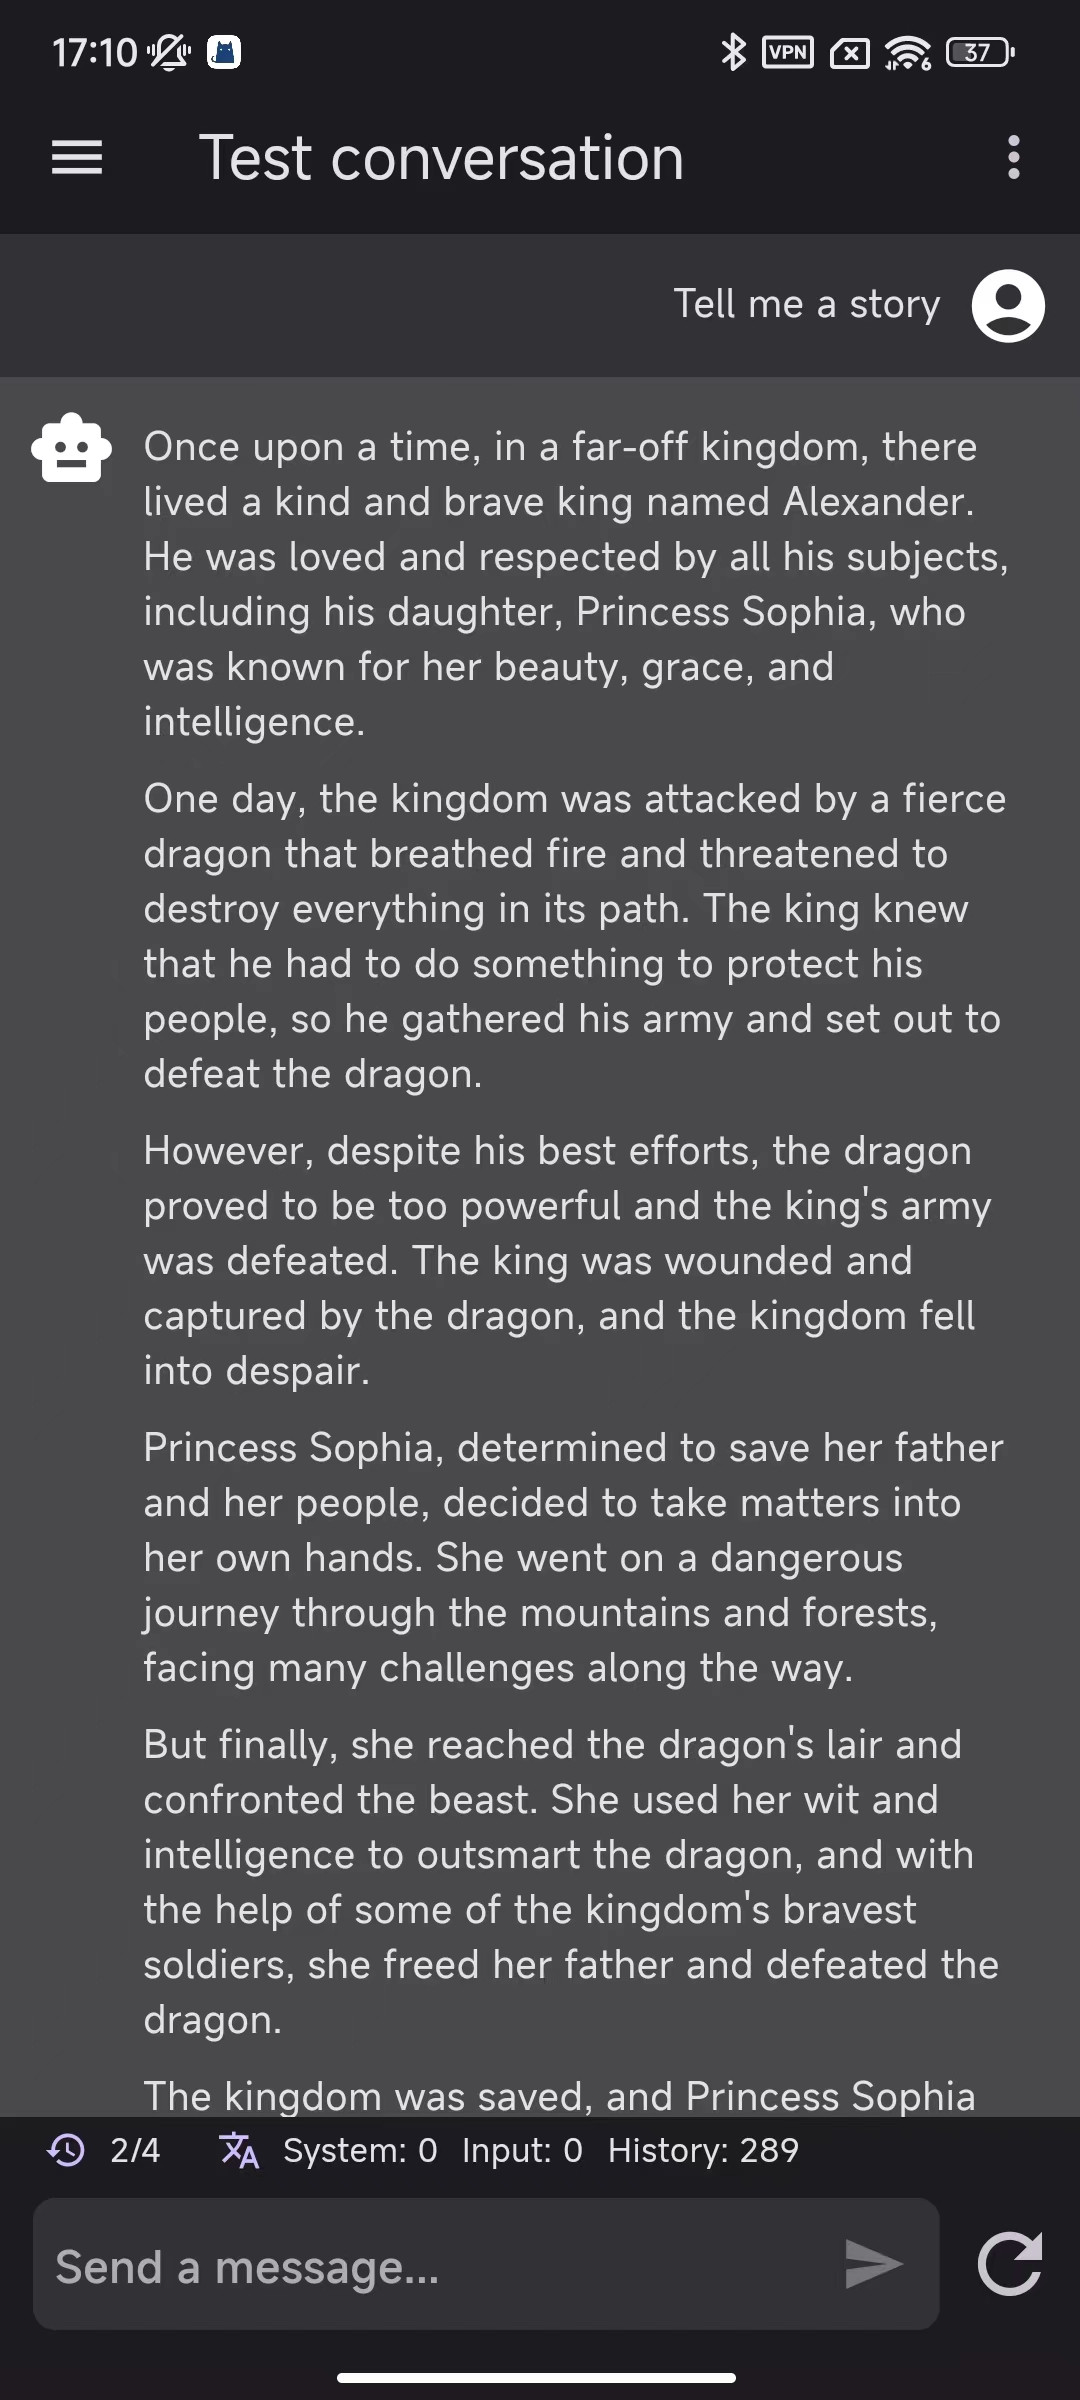 17:10
VPN
6
37
Test conversation
Tell me a story
Once upon a time, in a far-off kingdom, there
lived a kind and brave king named Alexander.
He was loved and respected by all his subjects,
including his daughter, Princess Sophia, who
was known for her beauty, grace, and
intelligence.
One day, the kingdom was attacked by a fierce
dragon that breathed fire and threatened to
destroy everything in its path. The king knew
that he had to do something to protect his
people, so he gathered his army and set out to
defeat the dragon.
However, despite his best efforts, the dragon
proved to be too powerful and the king's army
was defeated. The king was wounded and
captured by the dragon, and the kingdom fell
into despair.
Princess Sophia, determined to save her father
and her people, decided to take matters into
her own hands. She went on a dangerous
journey through the mountains and forests,
facing many challenges along the way.
But finally, she reached the dragon's lair and
confronted the beast. She used her wit and
intelligence to outsmart the dragon, and with
the help of some of the kingdom's bravest
soldiers, she freed her father and defeated the
dragon.
The kingdom was saved, and Princess Sophia
2/4 System: 0 Input: 0 History: 289
Send a message...